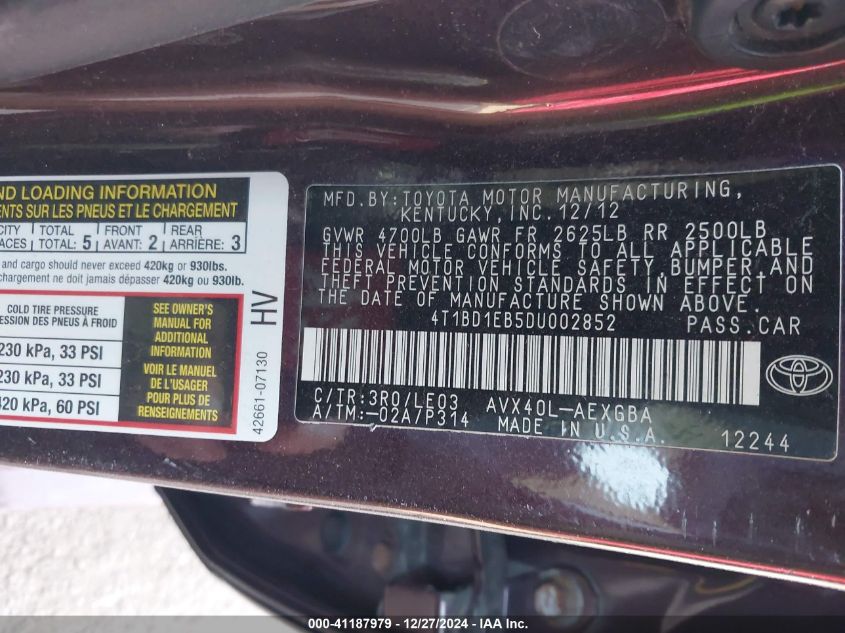 ND LOADING INFORMATION
ENTS SUR LES PNEUS ET LE CHARGEMENT
CITY TOTAL FRONT REAR
ACES TOTAL: 5 AVANT: 2 ARRIÈRE: 3
and cargo should never exceed 420kg or 930lbs.
chargement ne doit jamais dépasser 420kg ou 930lb.
COLD TIRE PRESSURE
ESSION DES PNEUS À FROID
230 kPa, 33 PSI
230 kPa, 33 PSI
420 kPa, 60 PSI
SEE OWNER'S
MANUAL FOR
ADDITIONAL
INFORMATION
VOIR LE MANUEL
DE L'USAGER
POUR PLUS DE
RENSEIGNEMENTS
42661-07130 HV
MFD.BY:TOYOTA MOTOR MANUFACTURING,
KENTUCKY,INC.12/12
GVWR 4700LB GAWR FR 2625LB RR 2500LB
THIS VEHICLE CONFORMS TO ALL APPLICABLE
FEDERAL MOTOR VEHICLE SAFETY,BUMPER,AND
THEFT PREVENTION STANDARDS IN EFFECT ON
THE DATE OF MANUFACTURE SHOWN ABOVE.
4T1BD1EB5DU002852 PASS.CAR
C/TR:3R0/LE03 AVX40L-AEXGBA
A/TM:-02A7P314 MADE IN U.S.A. 12244
TOYOTA
000-41187979 – 12/27/2024 – IAA Holdings, LLC.